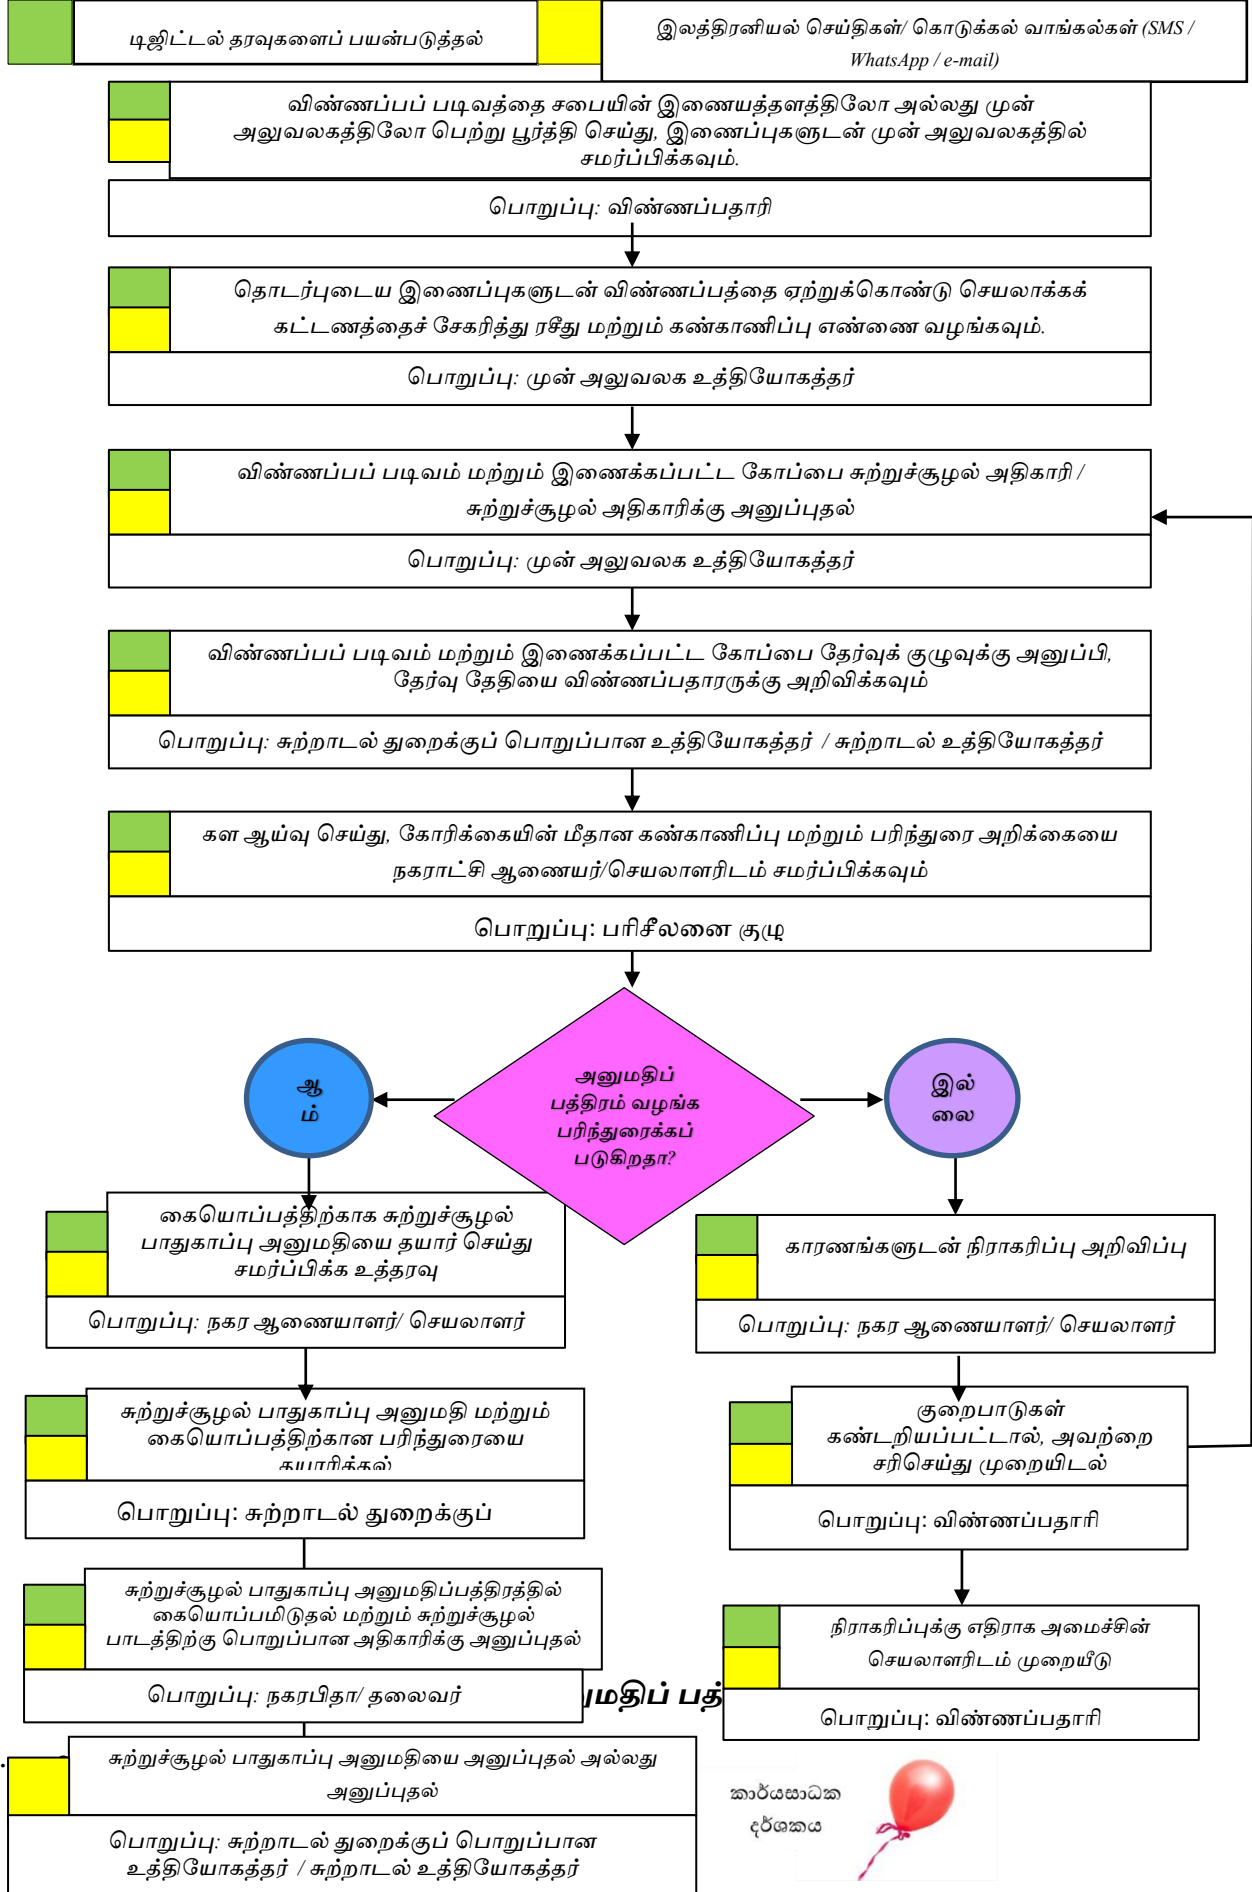 டிஜிட்டல் தரவுகளைப் பயன்படுத்தல்
இலத்திரனியல் செய்திகள்/ கொடுக்கல் வாங்கல்கள் (SMS /
WhatsApp / e-mail)
விண்ணப்பப் படிவத்தை சபையின் இணையத்தளத்திலோ அல்லது முன்
அலுவலகத்திலோ பெற்று பூர்த்தி செய்து, இணைப்புகளுடன் முன் அலுவலகத்தில்
சமர்ப்பிக்கவும்.
பொறுப்பு: விண்ணப்பதாரி
தொடர்புடைய இணைப்புகளுடன் விண்ணப்பத்தை ஏற்றுக்கொண்டு செயலாக்கக்
கட்டணத்தைச் சேகரித்து ரசீது மற்றும் கண்காணிப்பு எண்ணை வழங்கவும்.
பொறுப்பு: முன் அலுவலக உத்தியோகத்தர்
விண்ணப்பப் படிவம் மற்றும் இணைக்கப்பட்ட கோப்பை சுற்றுச்சூழல் அதிகாரி /
சுற்றுச்சூழல் அதிகாரிக்கு அனுப்புதல்
பொறுப்பு: முன் அலுவலக உத்தியோகத்தர்
விண்ணப்பப் படிவம் மற்றும் இணைக்கப்பட்ட கோப்பை தேர்வுக் குழுவுக்கு அனுப்பி,
தேர்வு தேதியை விண்ணப்பதாரருக்கு அறிவிக்கவும்
பொறுப்பு: சுற்றாடல் துறைக்குப் பொறுப்பான உத்தியோகத்தர் / சுற்றாடல் உத்தியோகத்தர்
கள ஆய்வு செய்து, கோரிக்கையின் மீதான கண்காணிப்பு மற்றும் பரிந்துரை அறிக்கையை
நகராட்சி ஆணையர்/செயலாளரிடம் சமர்ப்பிக்கவும்
பொறுப்பு: பரிசீலனை குழு
அனுமதிப்
பத்திரம் வழங்க
பரிந்துரைக்கப்
படுகிறதா?
ஆ
ம்
இல்
லை
கையொப்பத்திற்காக சுற்றுச்சூழல்
பாதுகாப்பு அனுமதியை தயார் செய்து
சமர்ப்பிக்க உத்தரவு
பொறுப்பு: நகர ஆணையாளர்/ செயலாளர்
காரணங்களுடன் நிராகரிப்பு அறிவிப்பு
பொறுப்பு: நகர ஆணையாளர்/ செயலாளர்
சுற்றுச்சூழல் பாதுகாப்பு அனுமதி மற்றும்
கையொப்பத்திற்கான பரிந்துரையை
தயாரிக்கல்
பொறுப்பு: சுற்றாடல் துறைக்குப்
குறைபாடுகள்
கண்டறியப்பட்டால், அவற்றை
சரிசெய்து முறையிடல்
பொறுப்பு: விண்ணப்பதாரி
சுற்றுச்சூழல் பாதுகாப்பு அனுமதிப்பத்திரத்தில்
கையொப்பமிடுதல் மற்றும் சுற்றுச்சூழல்
பாடத்திற்கு பொறுப்பான அதிகாரிக்கு அனுப்புதல்
பொறுப்பு: நகரபிதா/ தலைவர்
நிராகரிப்புக்கு எதிராக அமைச்சின்
செயலாளரிடம் முறையீடு
பொறுப்பு: விண்ணப்பதாரி
சுற்றுச்சூழல் பாதுகாப்பு அனுமதியை அனுப்புதல் அல்லது
அனுப்புதல்
பொறுப்பு: சுற்றாடல் துறைக்குப் பொறுப்பான
உத்தியோகத்தர் / சுற்றாடல் உத்தியோகத்தர்
කාර්යසාධක
දර්ශකය